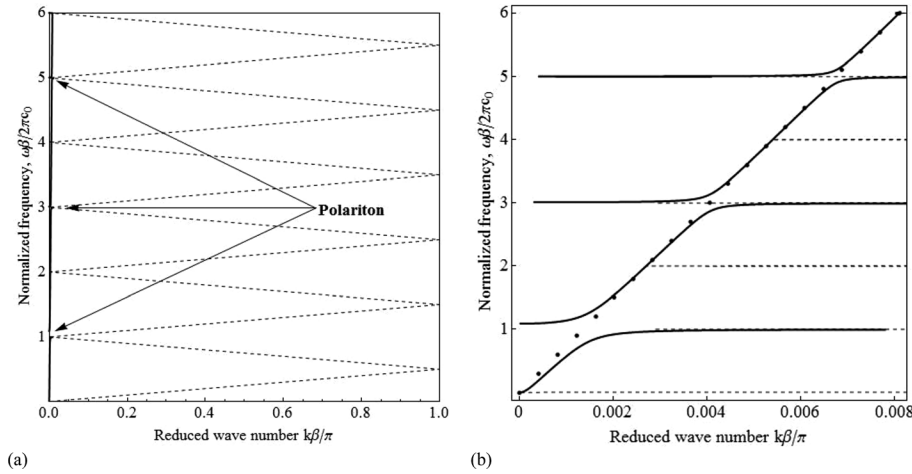 6
5
4
3
2
1
0.0 0.2 0.4 0.6 0.8 1.0
Normalized frequency, ωβ/2πc₀
Polariton
Reduced wave number kβ/π
(a)
6
5
4
3
2
1
0
0 0.002 0.004 0.006 0.008
Normalized frequency, ωβ/2πc₀
Reduced wave number kβ/π
(b)